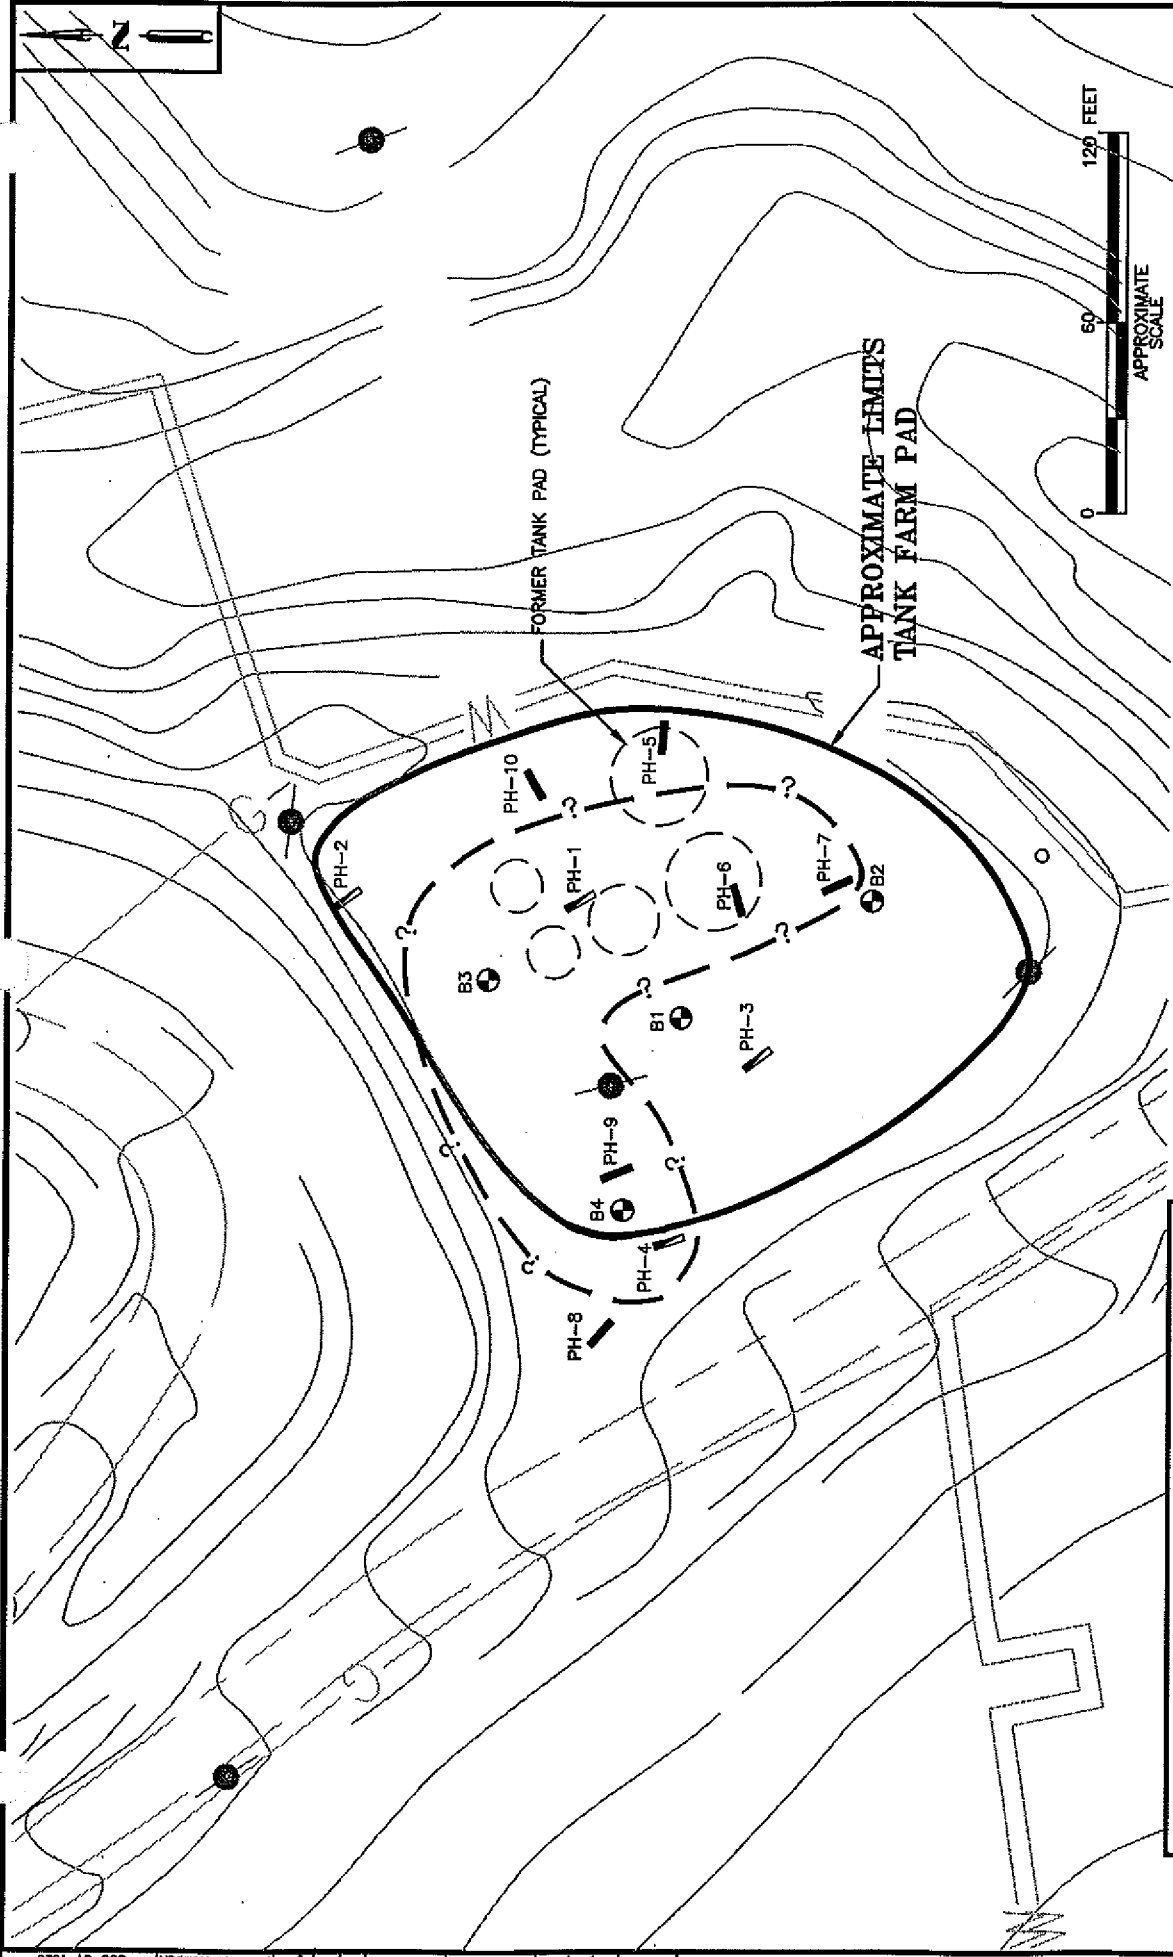 N
120 FEET
60
0
APPROXIMATE
SCALE
FORMER TANK PAD (TYPICAL)
APPROXIMATE LIMITS
TANK FARM PAD
W
G
PH-10
PH-5
?
?
PH-2
PH-1
PH-6
PH-7
B2
?
?
B3
?
B1
PH-3
?
PH-9
?
B4
PH-4
?
PH-8
G
W